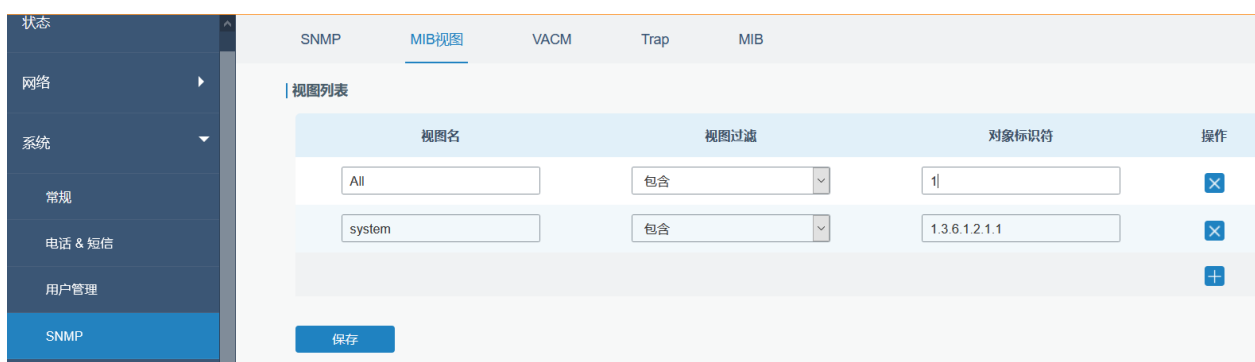 状态
网络
系统
常规
电话 & 短信
用户管理
SNMP
SNMP MIB视图 VACM Trap MIB
视图列表
视图名 视图过滤 对象标识符 操作
All 包含 1
system 包含 1.3.6.1.2.1.1
保存